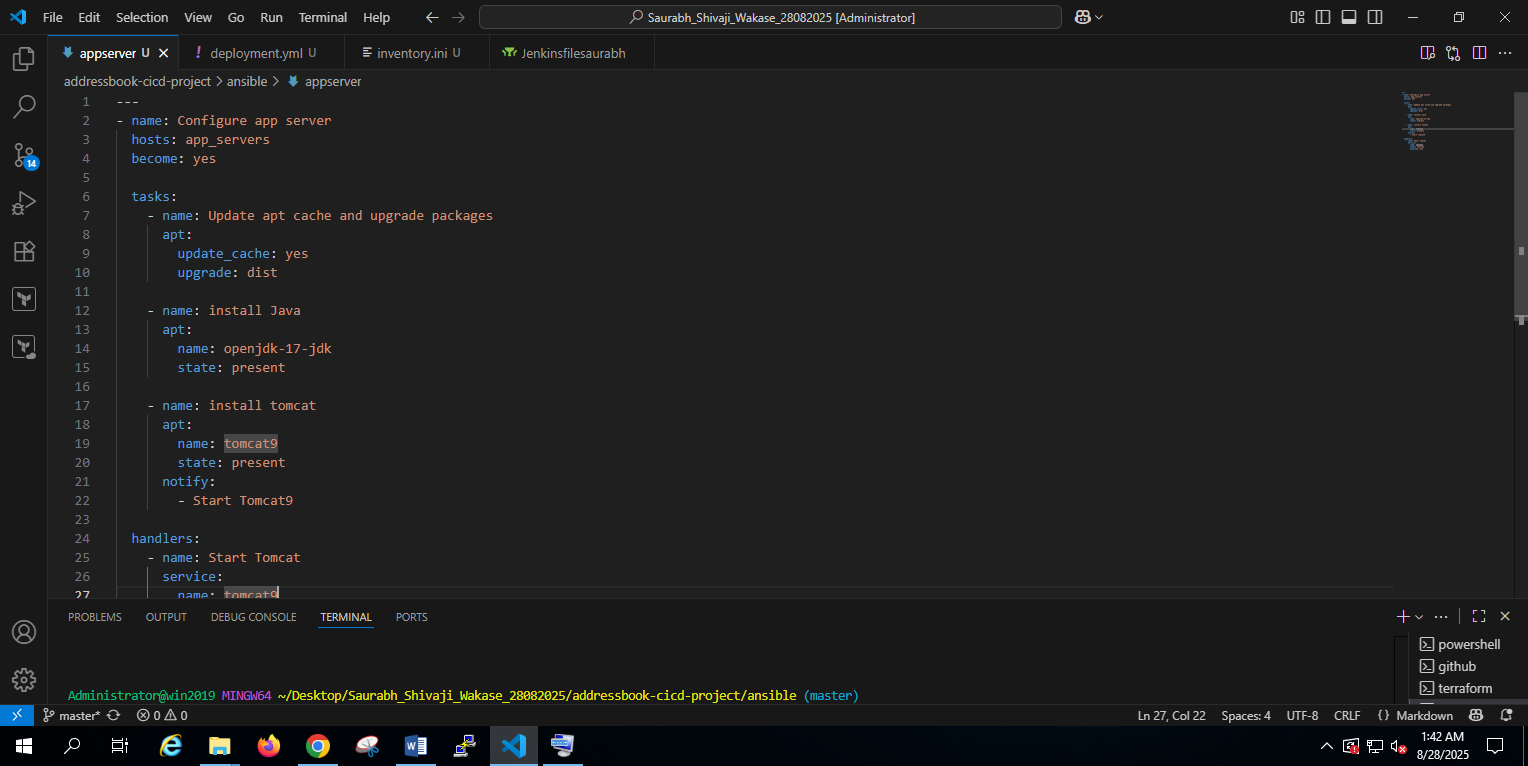 File Edit Selection View Go Run Terminal Help
Saurabh_Shivaji_Wakase_28082025 [Administrator]
appserver U
! deployment.yml U
inventory.ini U
Jenkinsfilesaurabh
addressbook-cicd-project > ansible > appserver
1 ---
2 - name: Configure app server
3 hosts: app_servers
4 become: yes
5
6 tasks:
7 - name: Update apt cache and upgrade packages
8 apt:
9 update_cache: yes
10 upgrade: dist
11
12 - name: install Java
13 apt:
14 name: openjdk-17-jdk
15 state: present
16
17 - name: install tomcat
18 apt:
19 name: tomcat9
20 state: present
21 notify:
22 - Start Tomcat9
23
24 handlers:
25 - name: Start Tomcat
26 service:
27 name: tomcat9
14
PROBLEMS OUTPUT DEBUG CONSOLE TERMINAL PORTS
powershell
github
terraform
Administrator@win2019 MINGW64 ~/Desktop/Saurabh_Shivaji_Wakase_28082025/addressbook-cicd-project/ansible (master)
master* 0 0 Ln 27, Col 22 Spaces: 4 UTF-8 CRLF {} Markdown
1:42 AM
8/28/2025